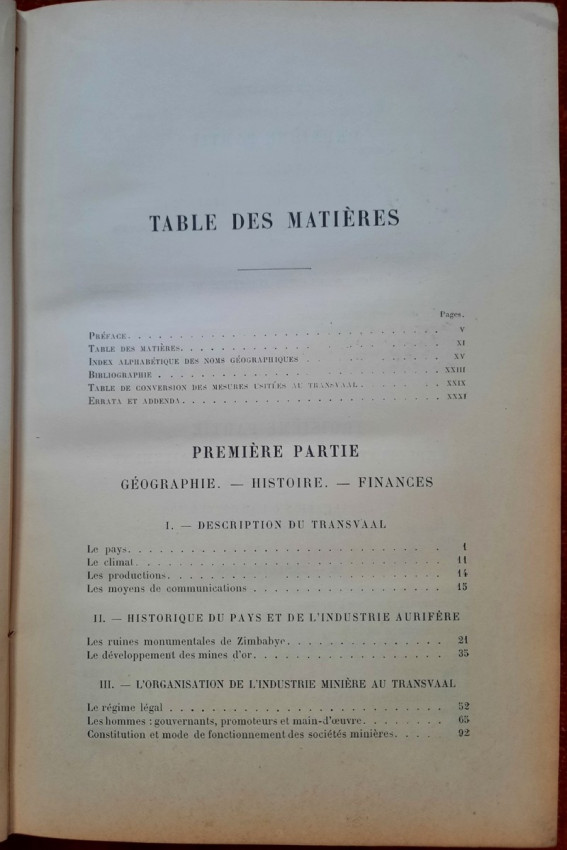 TABLE DES MATIÈRES
Pages.
PRÉFACE. . . . . . . . . . . . . . . . . . . . . . . . . . . V
TABLE DES MATIÈRES. . . . . . . . . . . . . . . . . . . . . . XI
INDEX ALPHABÉTIQUE DES NOMS GÉOGRAPHIQUES . . . . . . . . . . . XV
BIBLIOGRAPHIE . . . . . . . . . . . . . . . . . . . . . . . . XXIII
TABLE DE CONVERSION DES MESURES USITÉES AU TRANSVAAL. . . . . . . XXIX
ERRATA ET ADDENDA. . . . . . . . . . . . . . . . . . . . . . XXXI
PREMIÈRE PARTIE
GÉOGRAPHIE. — HISTOIRE. — FINANCES
I. — DESCRIPTION DU TRANSVAAL
Le pays. . . . . . . . . . . . . . . . . . . . . . . . . . 1
Le climat. . . . . . . . . . . . . . . . . . . . . . . . . 11
Les productions. . . . . . . . . . . . . . . . . . . . . . . 14
Les moyens de communications . . . . . . . . . . . . . . . . . 15
II. — HISTORIQUE DU PAYS ET DE L'INDUSTRIE AURIFÈRE
Les ruines monumentales de Zimbabye. . . . . . . . . . . . . . 21
Le développement des mines d'or. . . . . . . . . . . . . . . . 35
III. — L'ORGANISATION DE L'INDUSTRIE MINIÈRE AU TRANSVAAL
Le régime légal . . . . . . . . . . . . . . . . . . . . . . 52
Les hommes : gouvernants, promoteurs et main-d'œuvre. . . . . . . 65
Constitution et mode de fonctionnement des sociétés minières. . . . 92